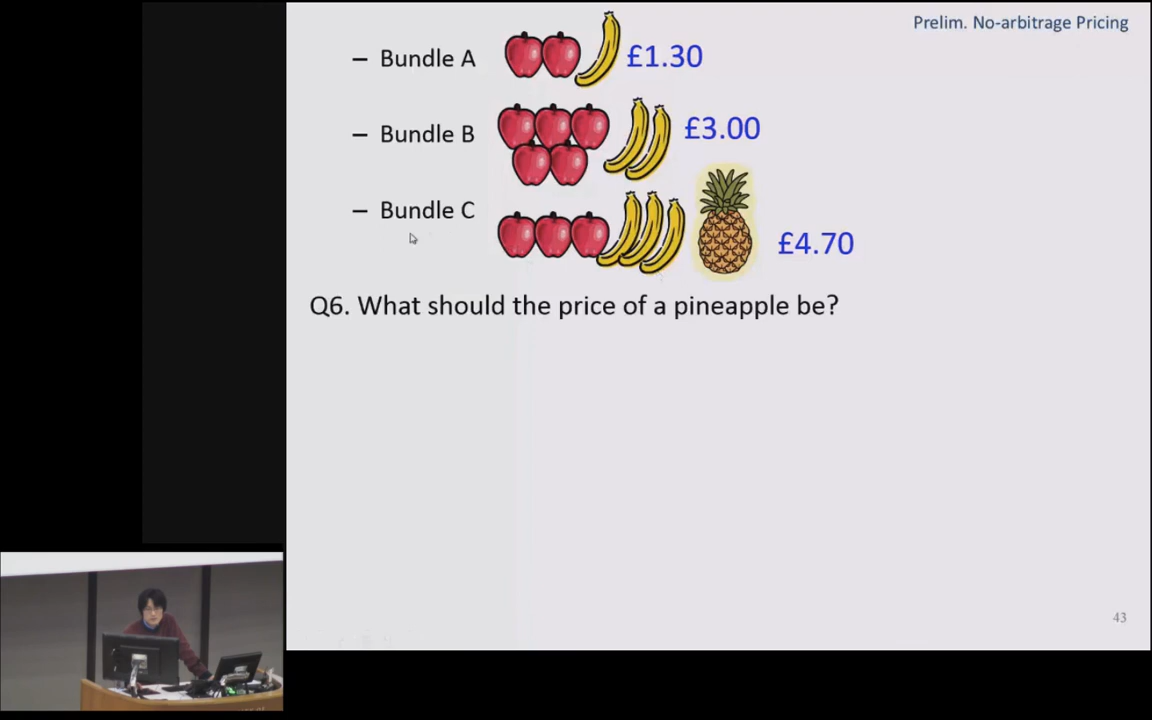 Prelim. No-arbitrage Pricing
– Bundle A £1.30
– Bundle B £3.00
– Bundle C £4.70
Q6. What should the price of a pineapple be?
43